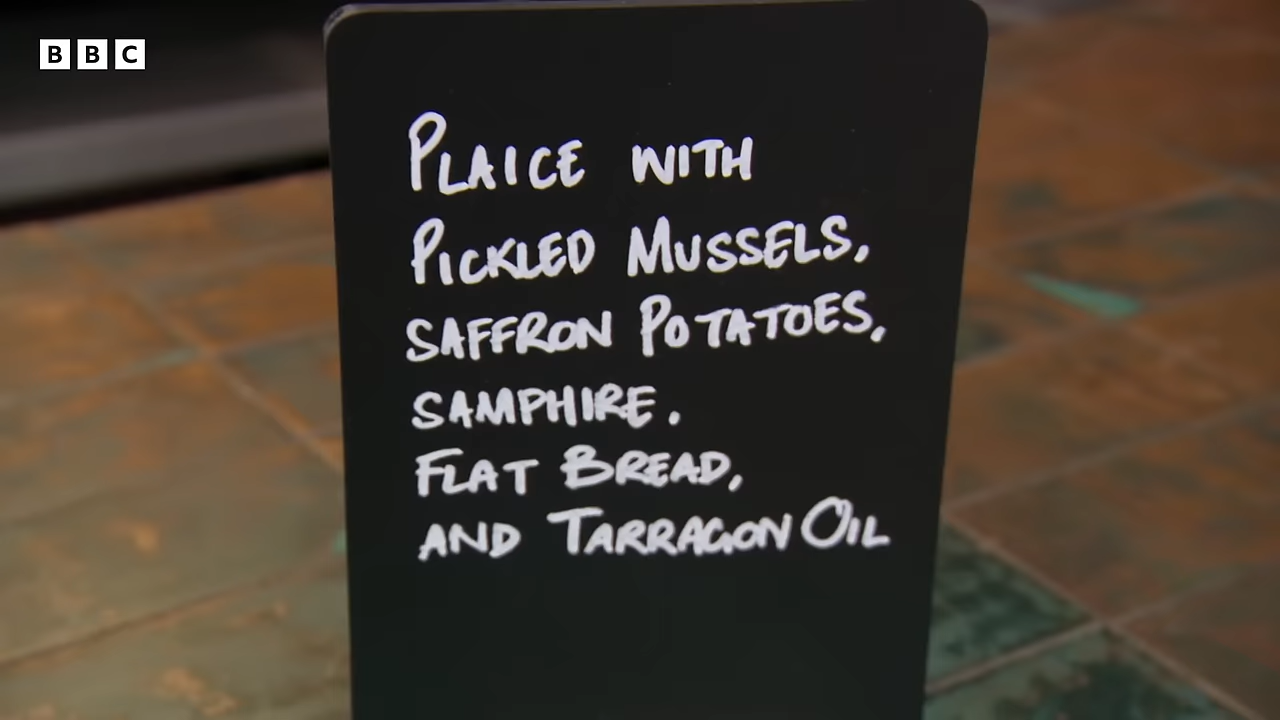 BBC
PLAICE WITH
PICKLED MUSSELS,
SAFFRON POTATOES,
SAMPHIRE.
FLAT BREAD,
AND TARRAGON OIL